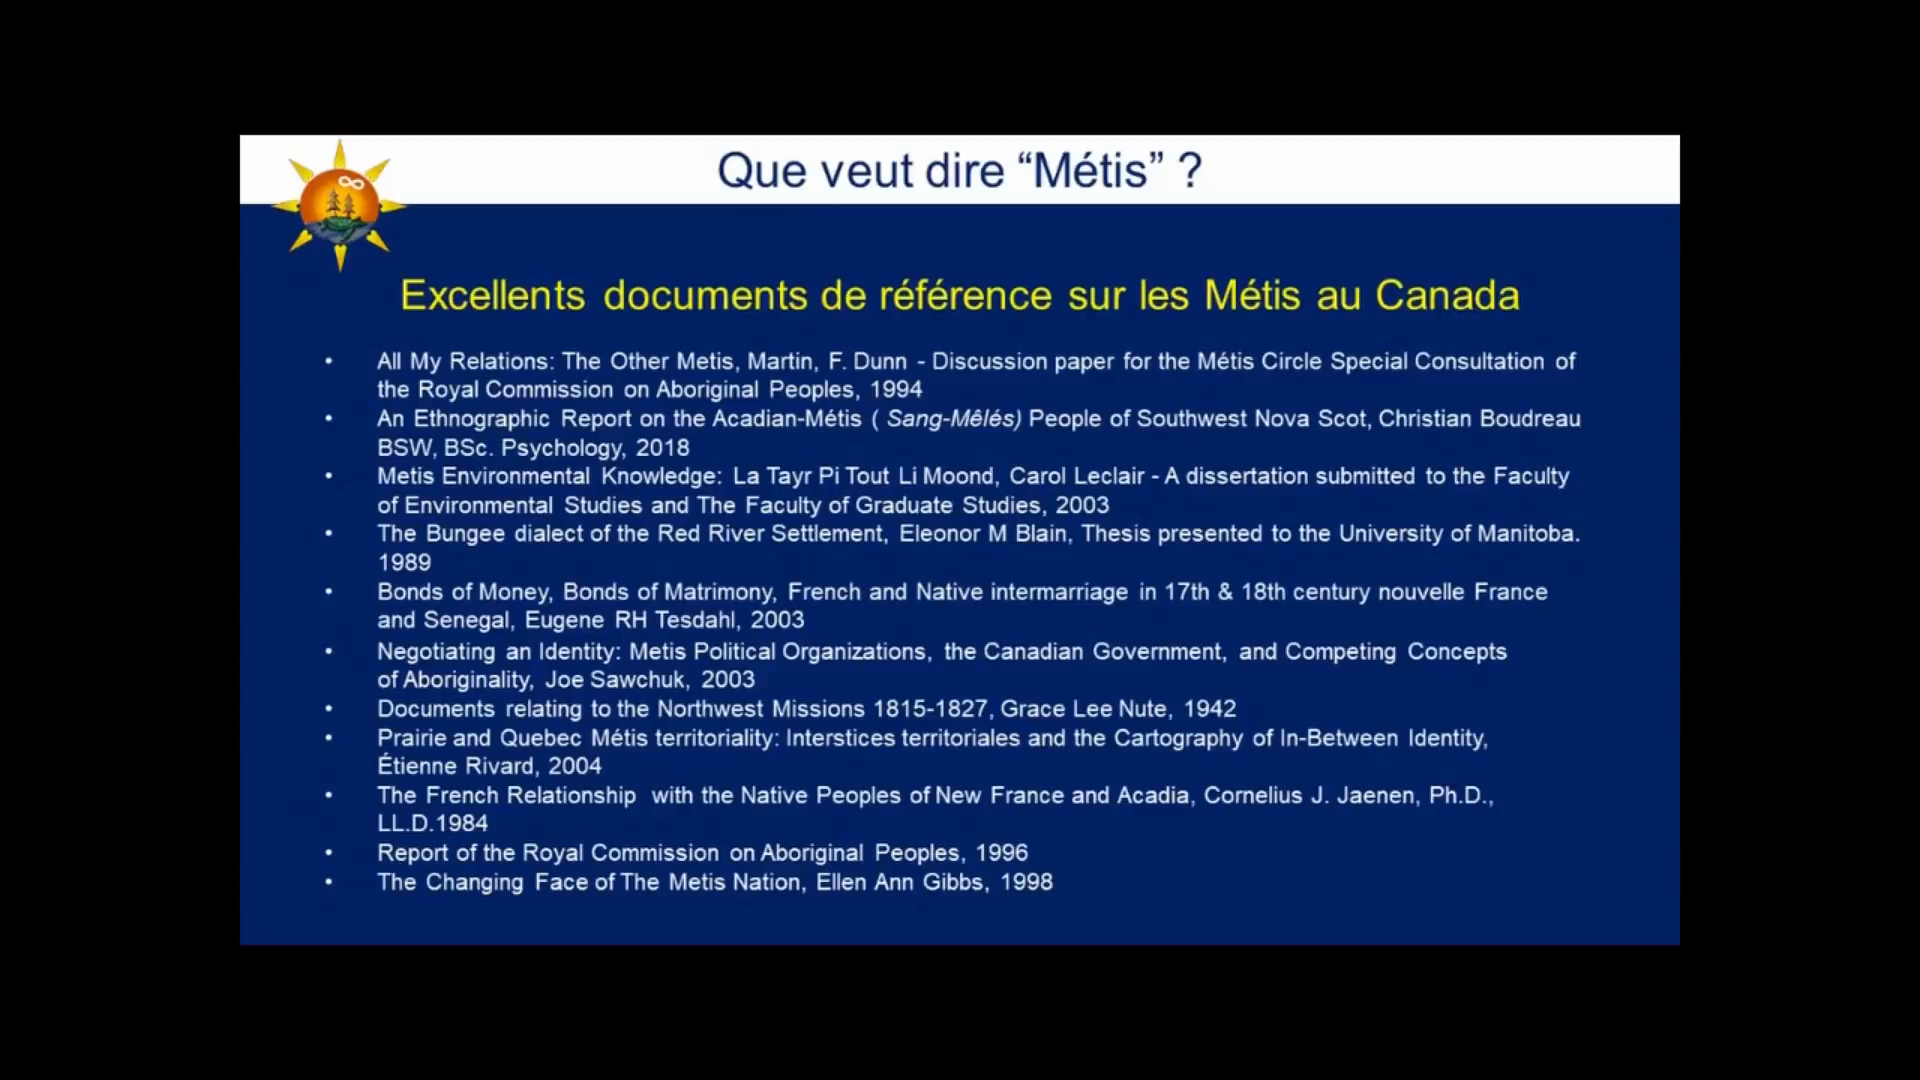 Que veut dire “Métis” ?
Excellents documents de référence sur les Métis au Canada
• All My Relations: The Other Metis, Martin, F. Dunn - Discussion paper for the Métis Circle Special Consultation of
the Royal Commission on Aboriginal Peoples, 1994
• An Ethnographic Report on the Acadian-Métis ( Sang-Mêlés) People of Southwest Nova Scot, Christian Boudreau
BSW, BSc. Psychology, 2018
• Metis Environmental Knowledge: La Tayr Pi Tout Li Moond, Carol Leclair - A dissertation submitted to the Faculty
of Environmental Studies and The Faculty of Graduate Studies, 2003
• The Bungee dialect of the Red River Settlement, Eleonor M Blain, Thesis presented to the University of Manitoba.
1989
• Bonds of Money, Bonds of Matrimony, French and Native intermarriage in 17th & 18th century nouvelle France
and Senegal, Eugene RH Tesdahl, 2003
• Negotiating an Identity: Metis Political Organizations, the Canadian Government, and Competing Concepts
of Aboriginality, Joe Sawchuk, 2003
• Documents relating to the Northwest Missions 1815-1827, Grace Lee Nute, 1942
• Prairie and Quebec Métis territoriality: Interstices territoriales and the Cartography of In-Between Identity,
Étienne Rivard, 2004
• The French Relationship with the Native Peoples of New France and Acadia, Cornelius J. Jaenen, Ph.D.,
LL.D.1984
• Report of the Royal Commission on Aboriginal Peoples, 1996
• The Changing Face of The Metis Nation, Ellen Ann Gibbs, 1998